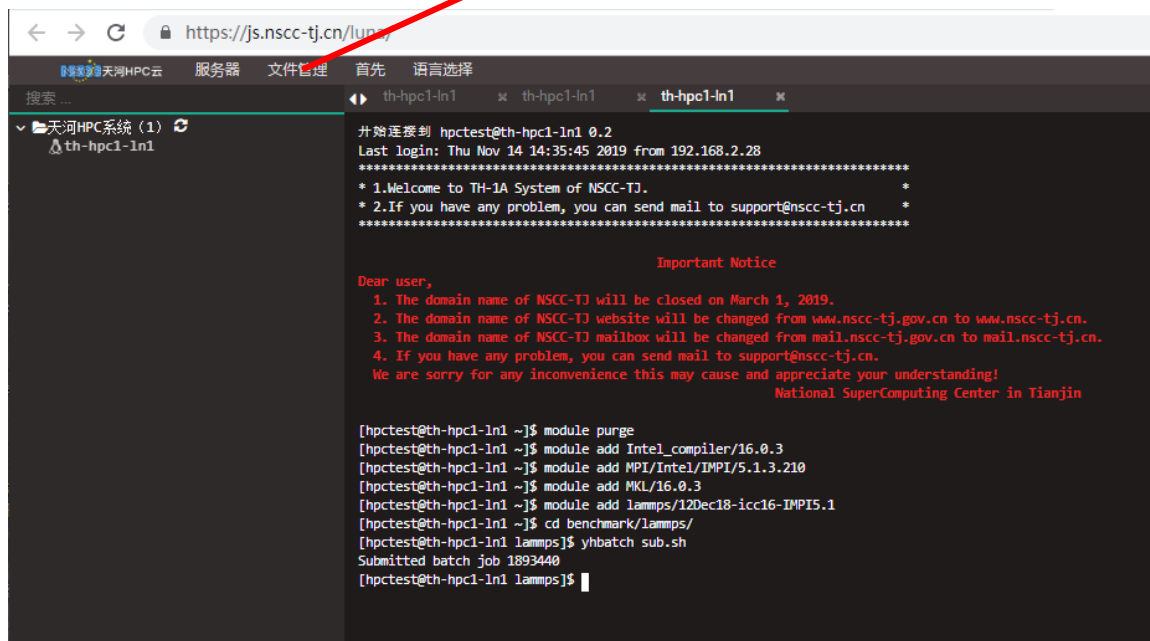 https://js.nscc-tj.cn/luna/
天河HPC云 服务器 文件管理 首先 语言选择
搜索 ...
th-hpc1-ln1 th-hpc1-ln1 th-hpc1-ln1
天河HPC系统（1）
th-hpc1-ln1
开始连接到 hpctest@th-hpc1-ln1 0.2
Last login: Thu Nov 14 14:35:45 2019 from 192.168.2.28
**************************************************************************
* 1.Welcome to TH-1A System of NSCC-TJ. *
* 2.If you have any problem, you can send mail to support@nscc-tj.cn *
**************************************************************************
Important Notice
Dear user,
1. The domain name of NSCC-TJ will be closed on March 1, 2019.
2. The domain name of NSCC-TJ website will be changed from www.nscc-tj.gov.cn to www.nscc-tj.cn.
3. The domain name of NSCC-TJ mailbox will be changed from mail.nscc-tj.gov.cn to mail.nscc-tj.cn.
4. If you have any problem, you can send mail to support@nscc-tj.cn.
We are sorry for any inconvenience this may cause and appreciate your understanding!
National SuperComputing Center in Tianjin
[hpctest@th-hpc1-ln1 ~]$ module purge
[hpctest@th-hpc1-ln1 ~]$ module add Intel_compiler/16.0.3
[hpctest@th-hpc1-ln1 ~]$ module add MPI/Intel/IMPI/5.1.3.210
[hpctest@th-hpc1-ln1 ~]$ module add MKL/16.0.3
[hpctest@th-hpc1-ln1 ~]$ module add lammps/12Dec18-icc16-IMPI5.1
[hpctest@th-hpc1-ln1 ~]$ cd benchmark/lammps/
[hpctest@th-hpc1-ln1 lammps]$ yhbatch sub.sh
Submitted batch job 1893440
[hpctest@th-hpc1-ln1 lammps]$